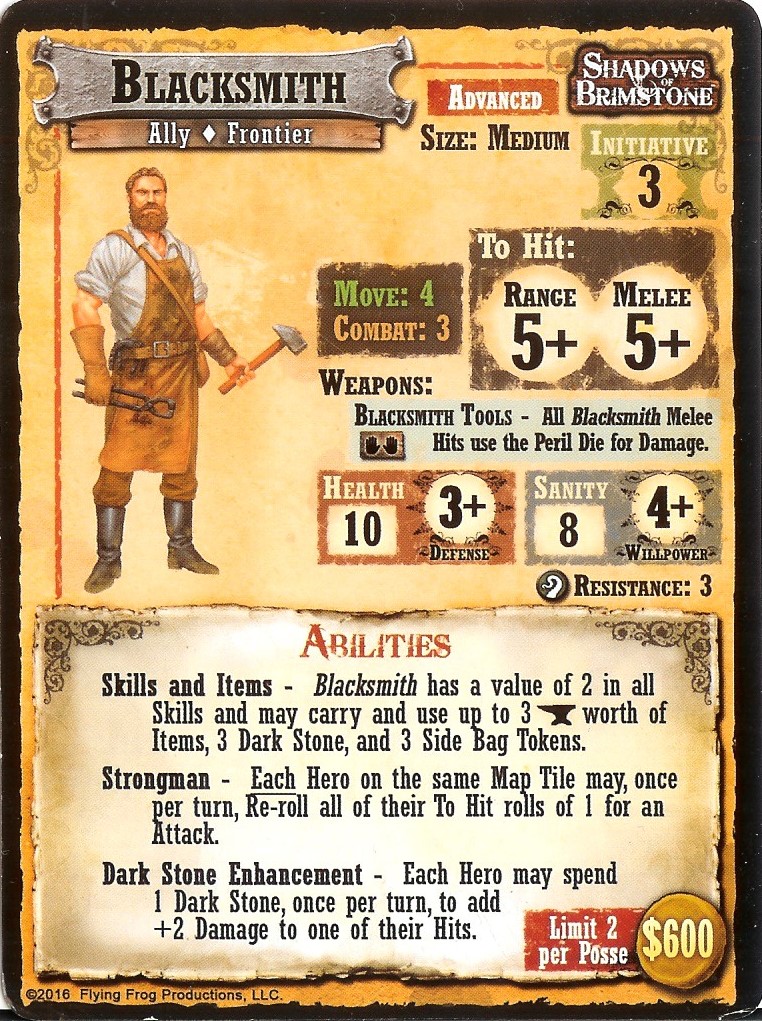 Blacksmith
Ally ♦ Frontier
Advanced
Shadows
of
Brimstone
Size: Medium
Initiative
3
To Hit:
Range
5+
Melee
5+
Move: 4
Combat: 3
Weapons:
Blacksmith Tools - All Blacksmith Melee
Hits use the Peril Die for Damage.
Health
10
3+
Defense
Sanity
8
4+
Willpower
Resistance: 3
Abilities
Skills and Items - Blacksmith has a value of 2 in all
Skills and may carry and use up to 3 worth of
Items, 3 Dark Stone, and 3 Side Bag Tokens.
Strongman - Each Hero on the same Map Tile may, once
per turn, Re-roll all of their To Hit rolls of 1 for an
Attack.
Dark Stone Enhancement - Each Hero may spend
1 Dark Stone, once per turn, to add
+2 Damage to one of their Hits.
Limit 2
per Posse
$600
©2016 Flying Frog Productions, LLC.